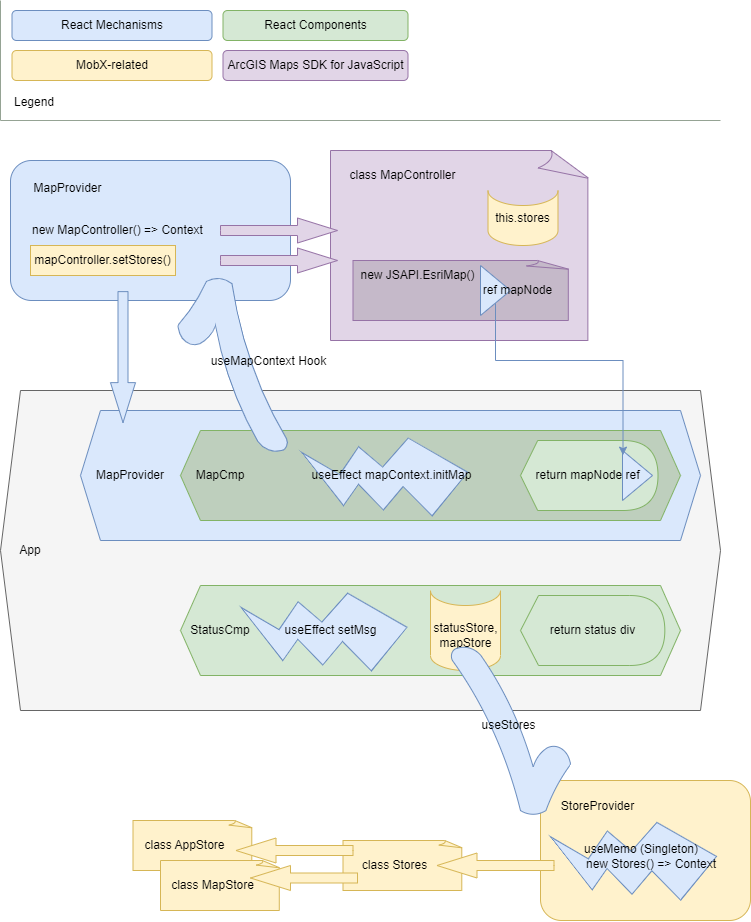 React Mechanisms
React Components
MobX-related
ArcGIS Maps SDK for JavaScript
Legend
MapProvider
new MapController() => Context
mapController.setStores()
class MapController
this.stores
new JSAPI.EsriMap()
ref mapNode
useMapContext Hook
MapProvider
MapCmp
useEffect mapContext.initMap
return mapNode ref
App
StatusCmp
useEffect setMsg
statusStore,
mapStore
return status div
useStores
StoreProvider
useMemo (Singleton)
new Stores() => Context
class AppStore
class Stores
class MapStore